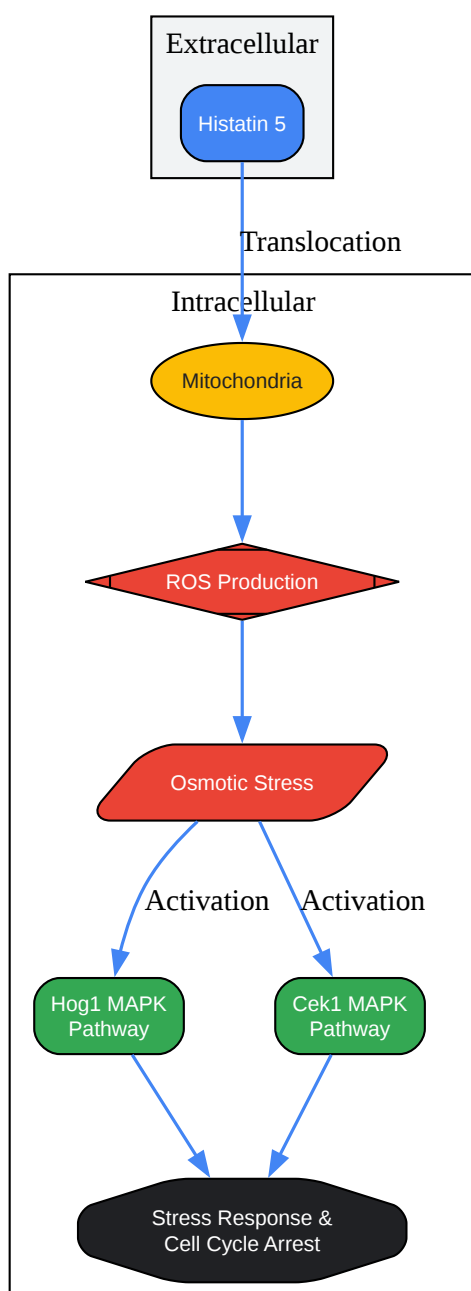 Extracellular
Histatin 5
Translocation
Intracellular
Mitochondria
ROS Production
Osmotic Stress
Activation
Activation
Hog1 MAPK
Pathway
Cek1 MAPK
Pathway
Stress Response &
Cell Cycle Arrest